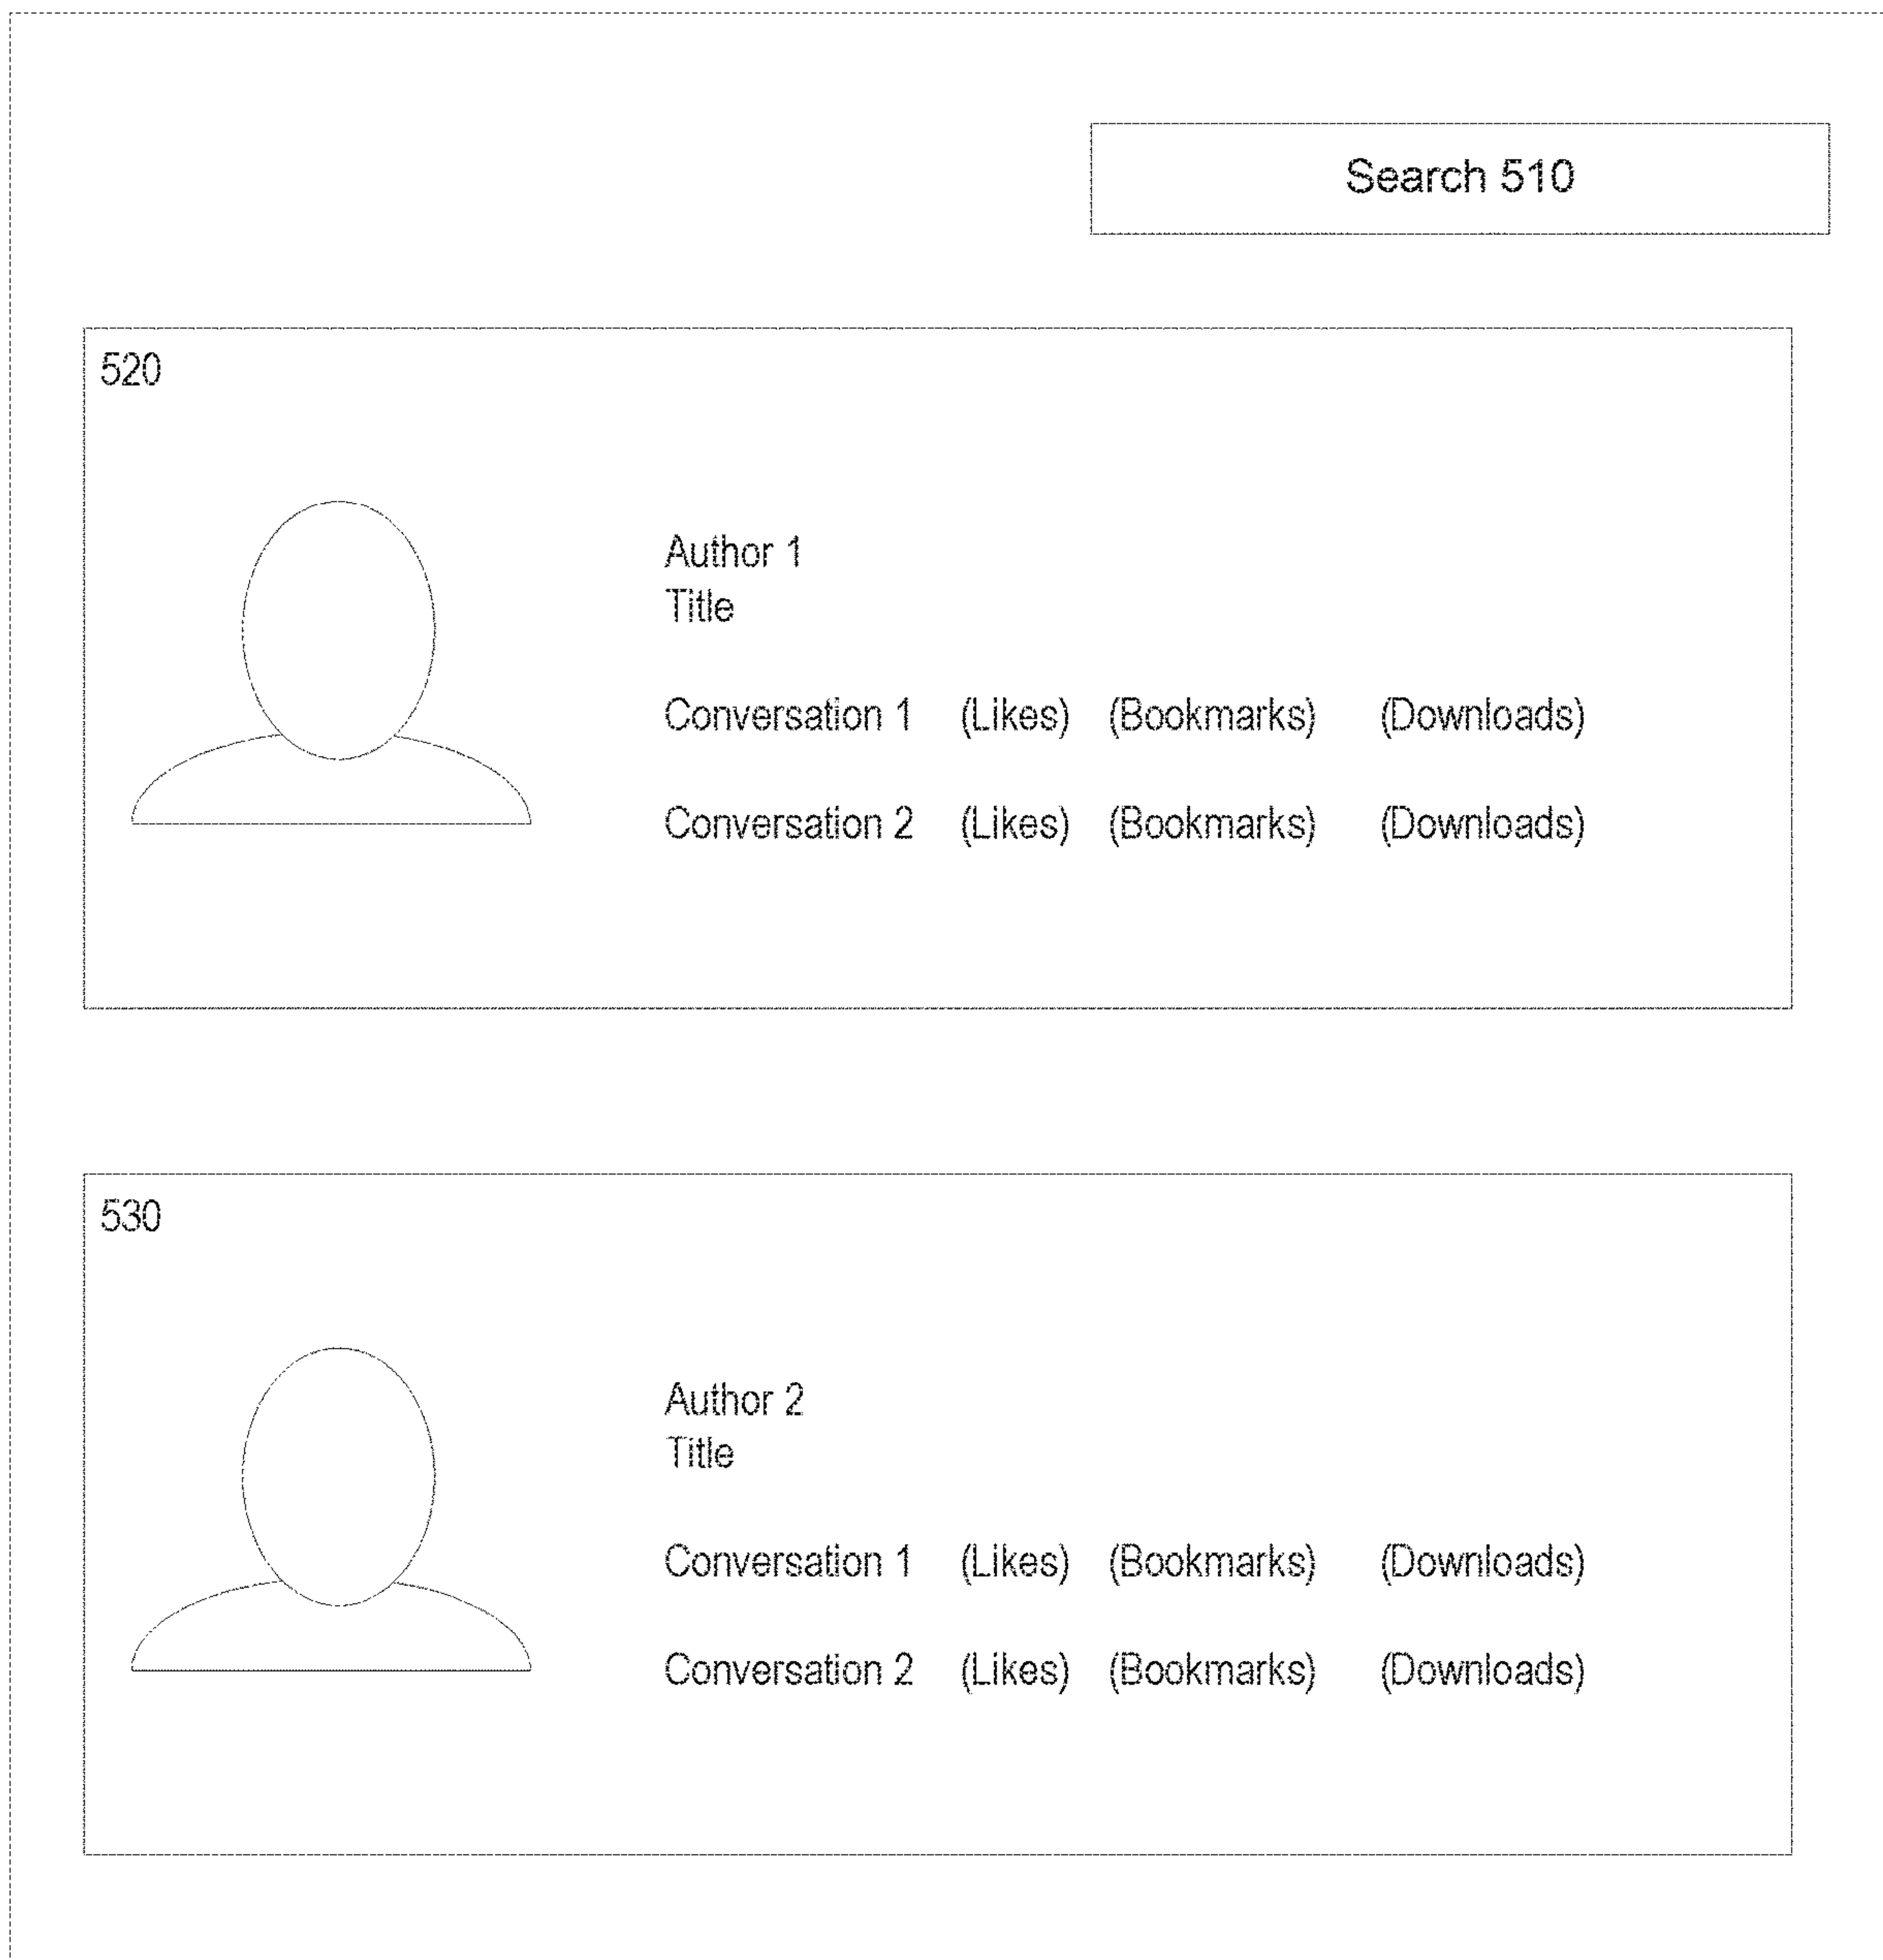 Search 510
520
Author 1
Title
Conversation 1 (Likes) (Bookmarks) (Downloads)
Conversation 2 (Likes) (Bookmarks) (Downloads)
530
Author 2
Title
Conversation 1 (Likes) (Bookmarks) (Downloads)
Conversation 2 (Likes) (Bookmarks) (Downloads)